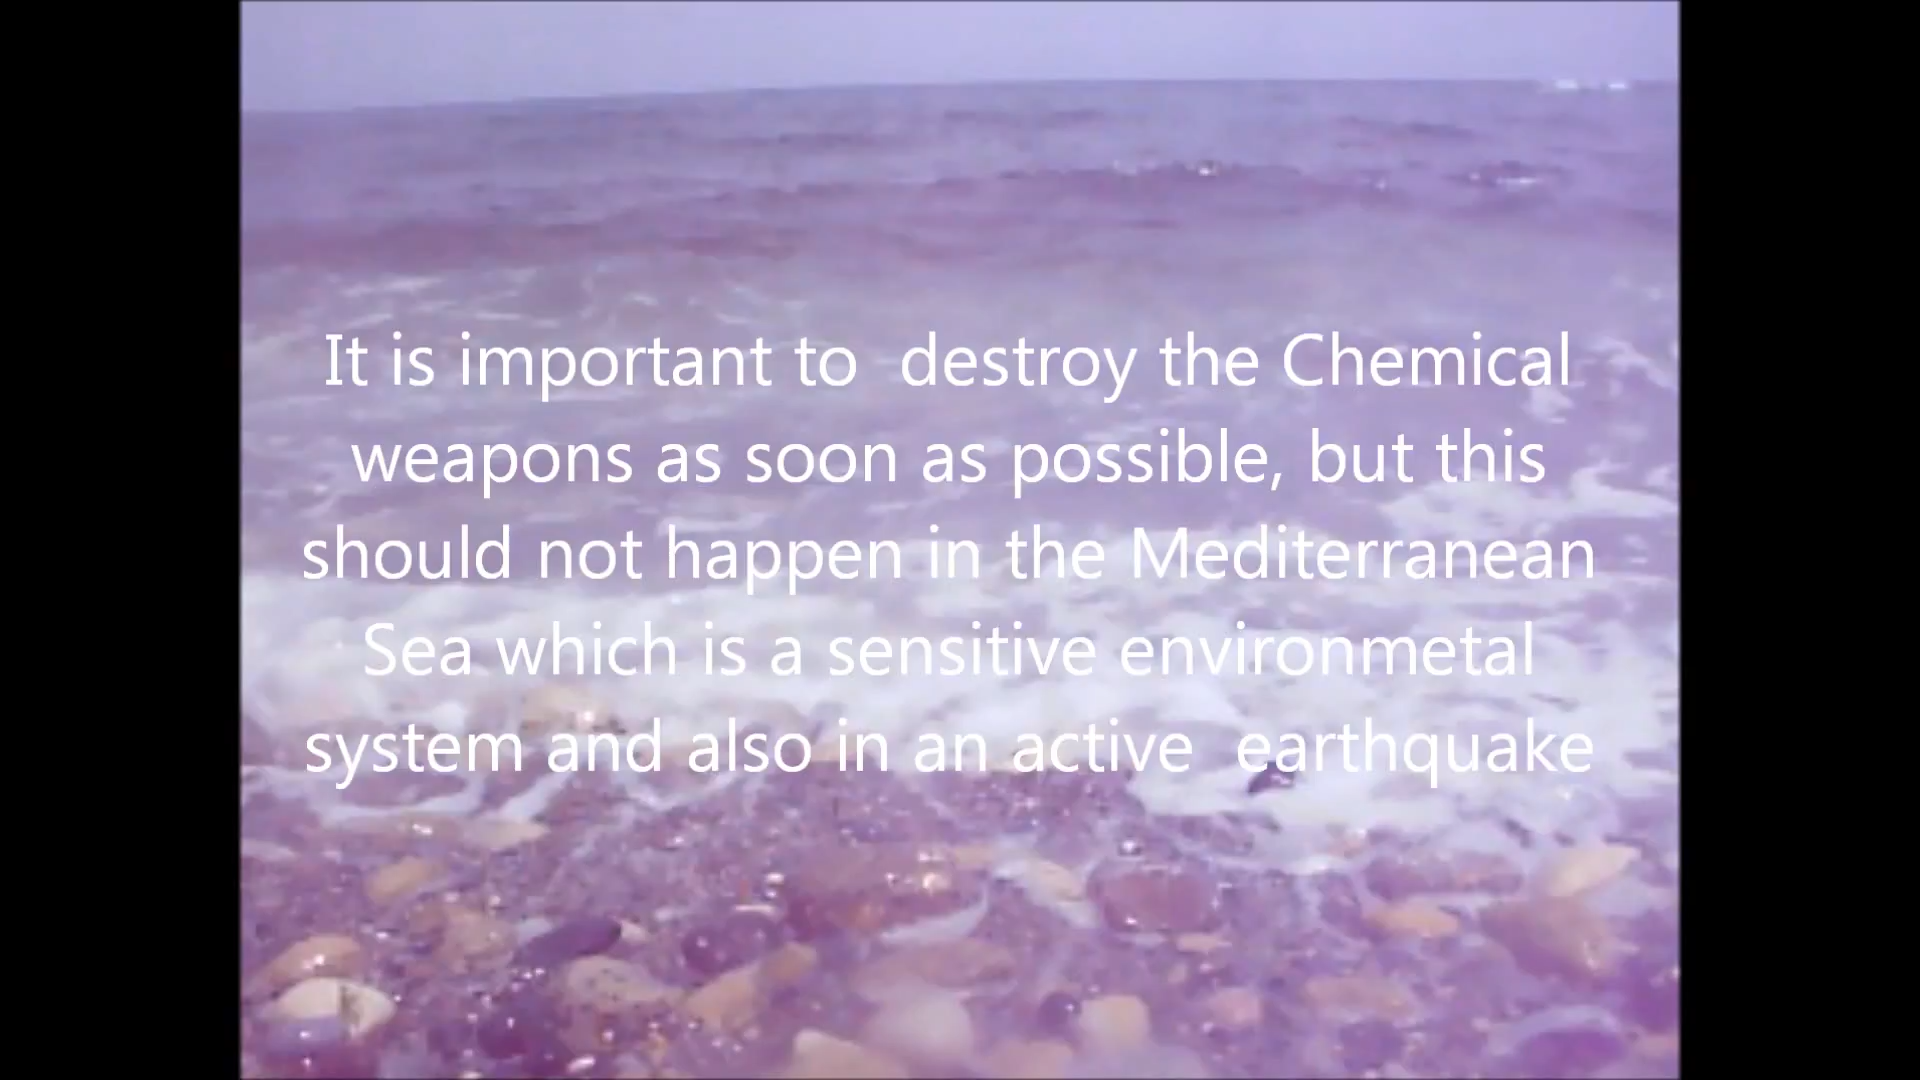 It is important to  destroy the Chemical
weapons as soon as possible, but this
should not happen in the Mediterranean
Sea which is a sensitive environmetal
system and also in an active  earthquake